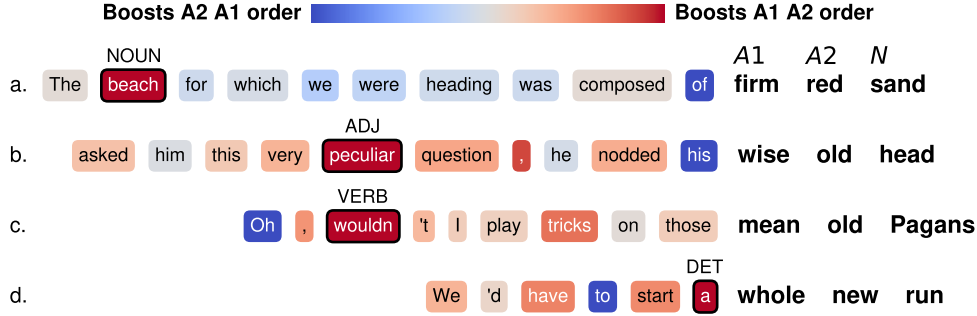 Boosts A2 A1 order Boosts A1 A2 order
NOUN A1 A2 N
a. The beach for which we were heading was composed of firm red sand
ADJ
b. asked him this very peculiar question , he nodded his wise old head
VERB
c. Oh , wouldn 't I play tricks on those mean old Pagans
DET
d. We 'd have to start a whole new run